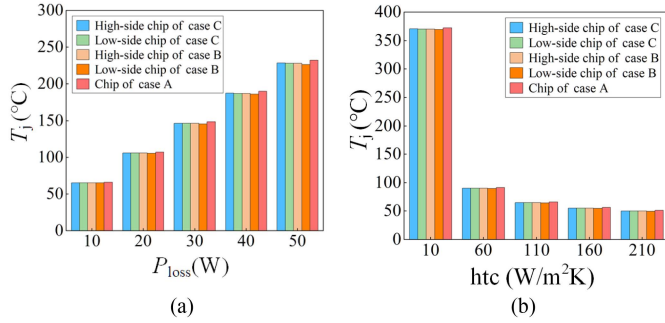 300
250
200
150
100
50
0
T_j (°C)
High-side chip of case C
Low-side chip of case C
High-side chip of case B
Low-side chip of case B
Chip of case A
10 20 30 40 50
P_loss(W)
(a)
400
350
300
250
200
150
100
50
0
T_j (°C)
High-side chip of case C
Low-side chip of case C
High-side chip of case B
Low-side chip of case B
Chip of case A
10 60 110 160 210
htc (W/m²K)
(b)